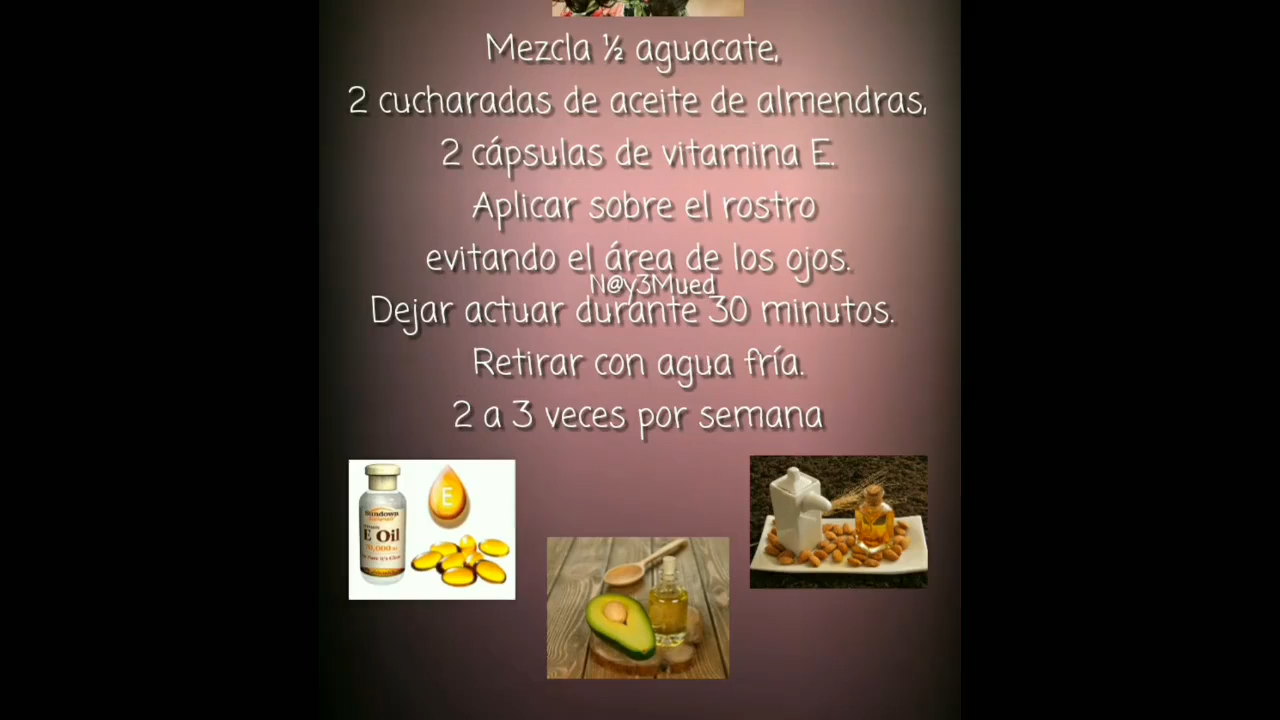 Mezcla ½ aguacate,
2 cucharadas de aceite de almendras,
2 cápsulas de vitamina E.
Aplicar sobre el rostro
evitando el área de los ojos.
N@y3Mued
Dejar actuar durante 30 minutos.
Retirar con agua fría.
2 a 3 veces por semana
E
Sundown
E Oil